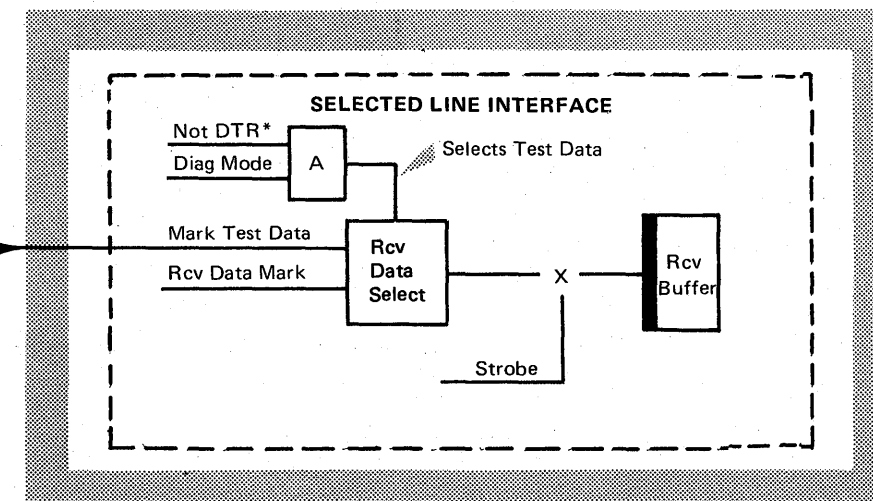 SELECTED LINE INTERFACE
Not DTR*
Diag Mode
A
Selects Test Data
Mark Test Data
Rcv Data Mark
Rcv
Data
Select
X
Rcv
Buffer
Strobe